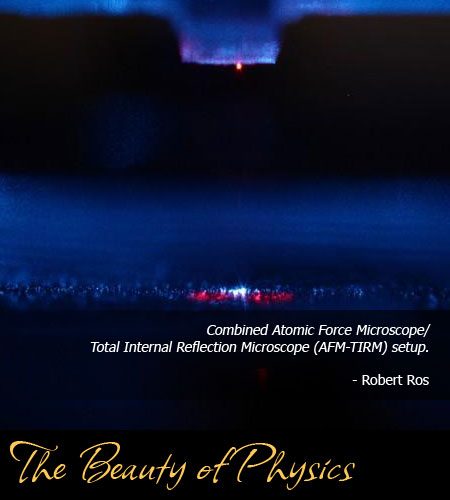 Combined Atomic Force Microscope/
Total Internal Reflection Microscope (AFM-TIRM) setup.
- Robert Ros
The Beauty of Physics